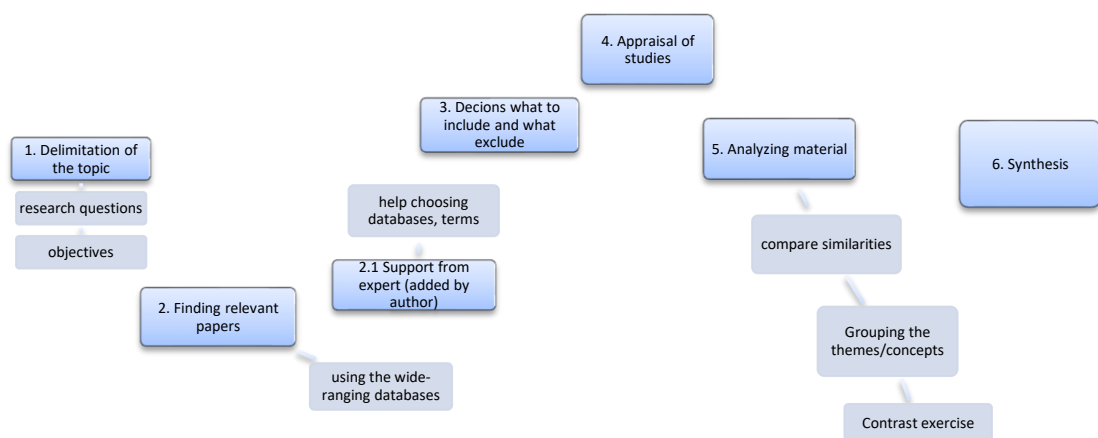 1. Delimitation of
the topic
research questions
objectives
2. Finding relevant
papers
using the wide-
ranging databases
2.1 Support from
expert (added by
author)
help choosing
databases, terms
3. Decions what to
include and what
exclude
4. Appraisal of
studies
5. Analyzing material
compare similarities
Grouping the
themes/concepts
Contrast exercise
6. Synthesis